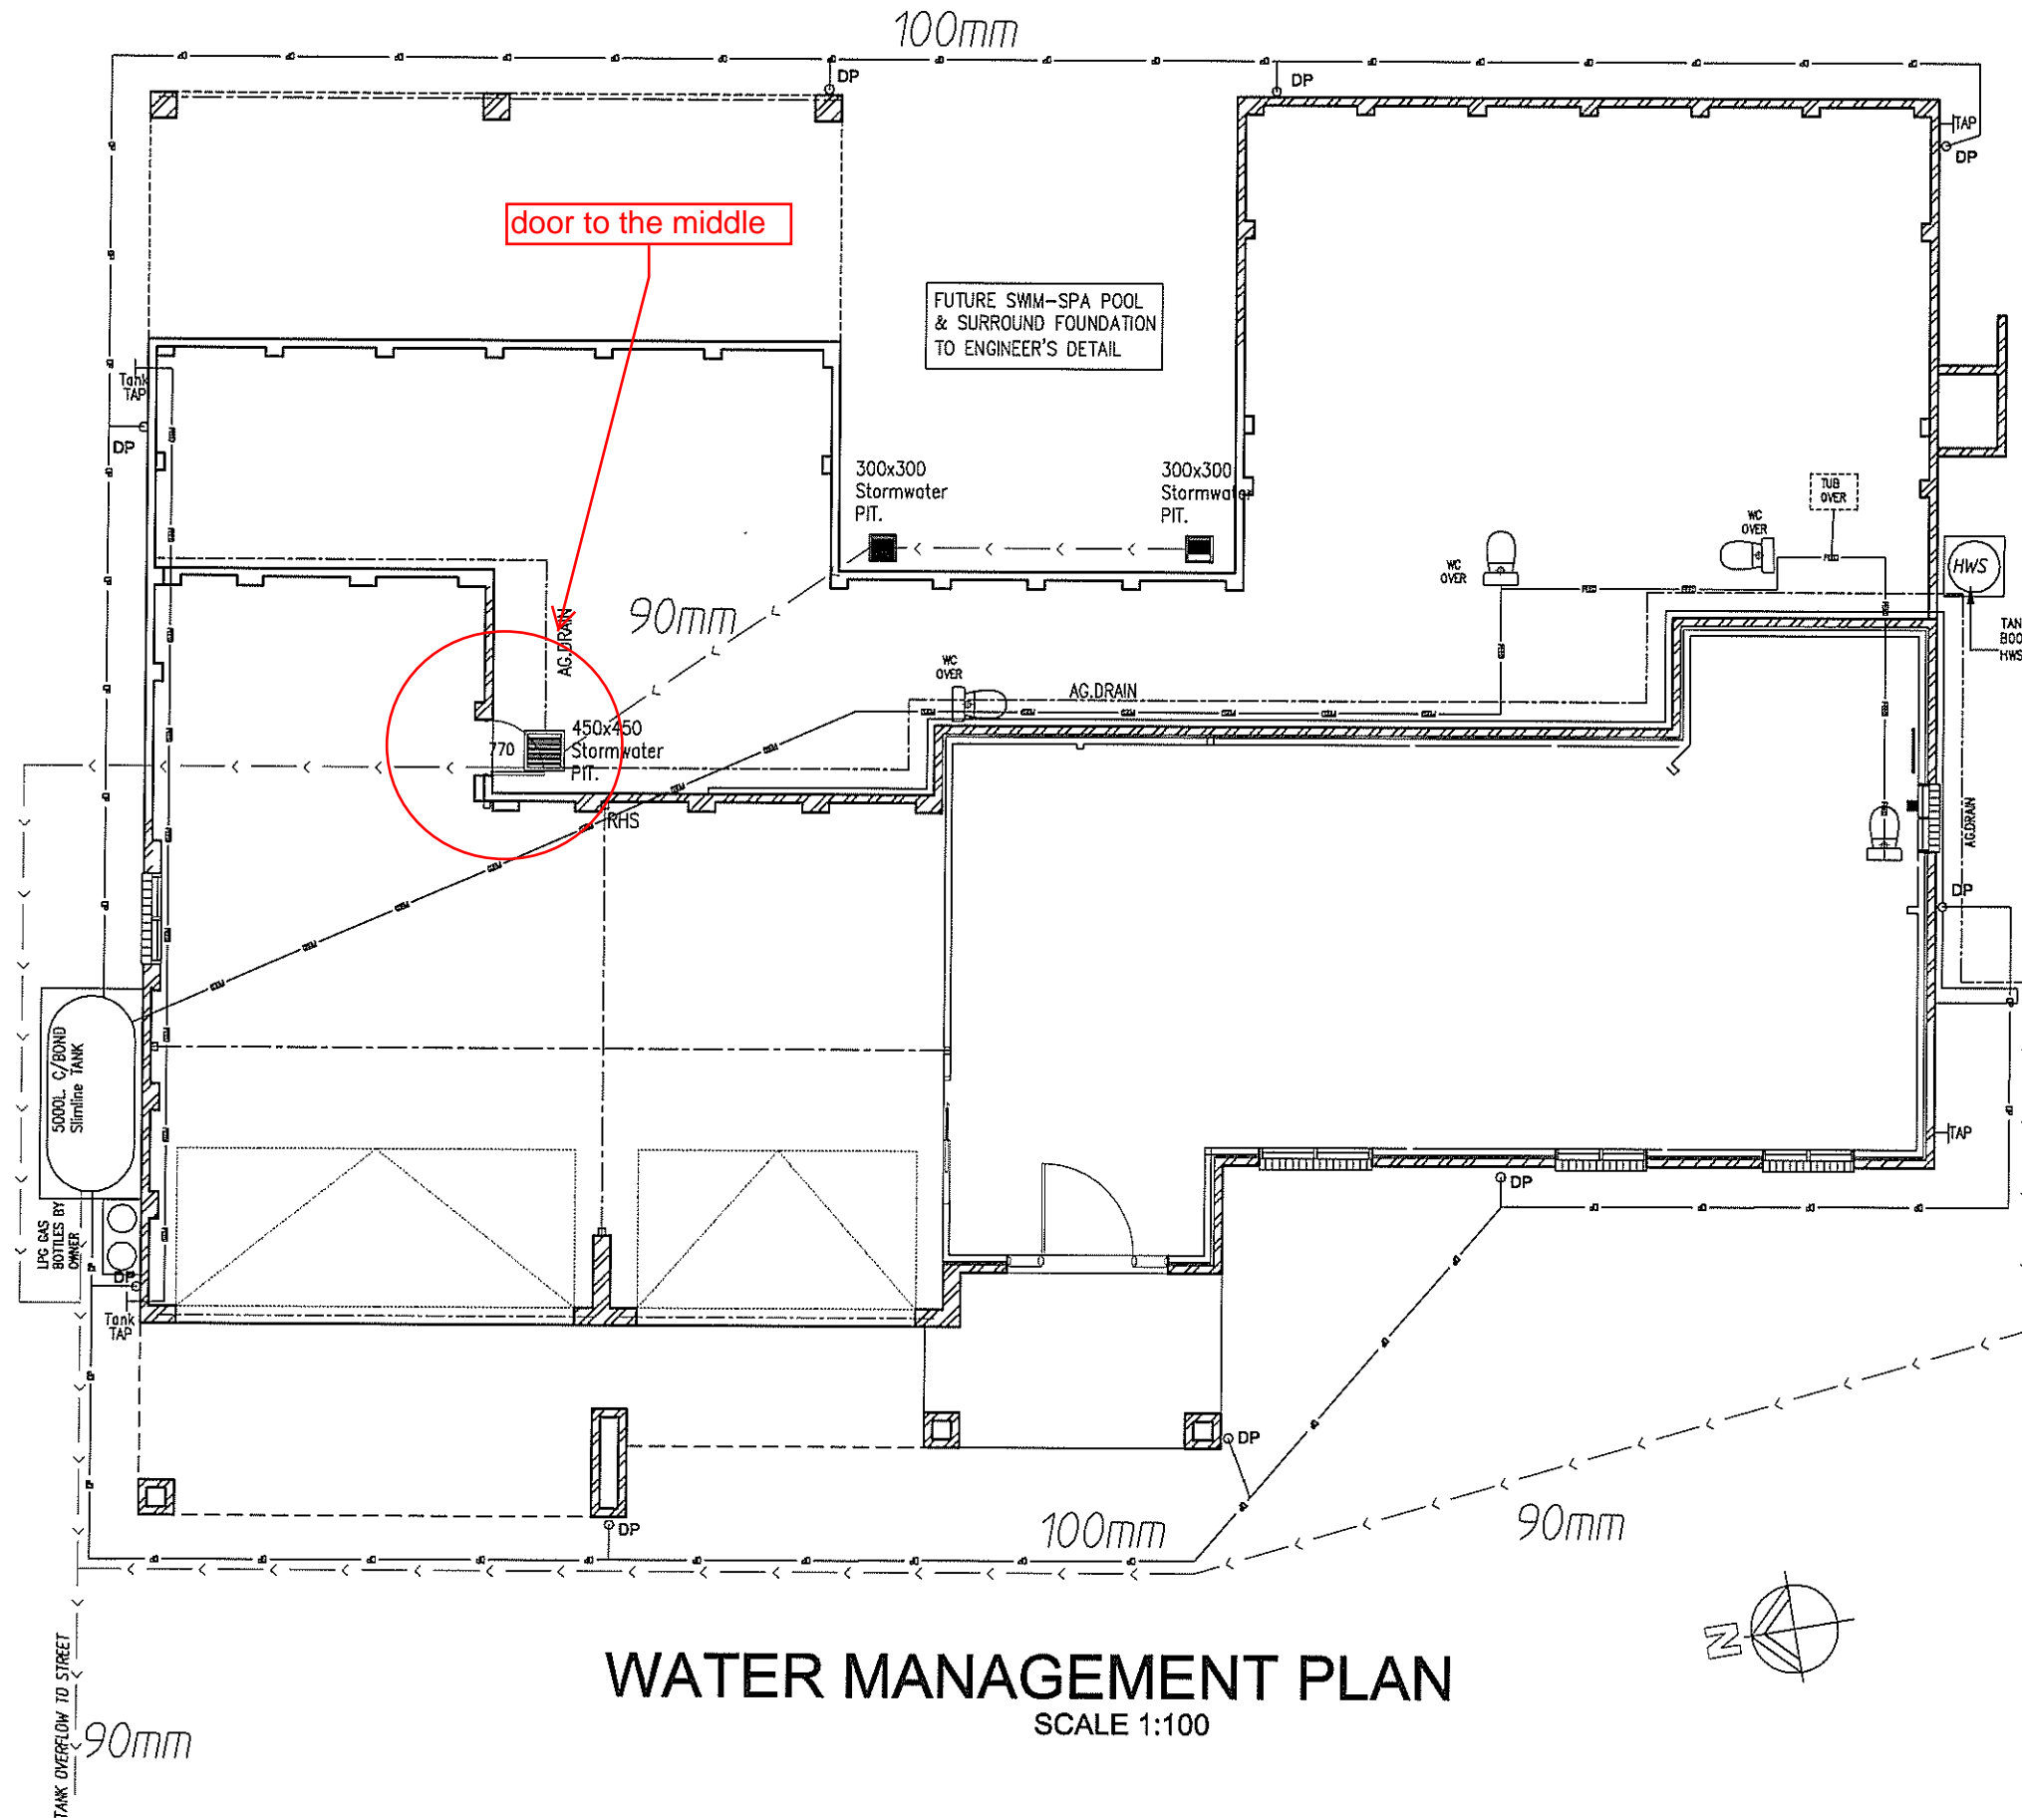 100mm
DP
DP
TAP
DP
door to the middle
FUTURE SWIM-SPA POOL
& SURROUND FOUNDATION
TO ENGINEER'S DETAIL
Tank
TAP
DP
300x300
Stormwater
PIT.
300x300
Stormwater
PIT.
TUB
OVER
WC
OVER
WC
OVER
HWS
90mm
AG.DRAIN
TAN
BOO
HWS
WC
OVER
AG.DRAIN
450x450
Stormwater
PIT.
770
RHS
AG.DRAIN
DP
5000L. C/BOND
Slimline TANK
TAP
DP
LPG GAS
BOTTLES BY
OWNER
DP
Tank
TAP
DP
DP
100mm
90mm
N
WATER MANAGEMENT PLAN
SCALE 1:100
TANK OVERFLOW TO STREET
90mm